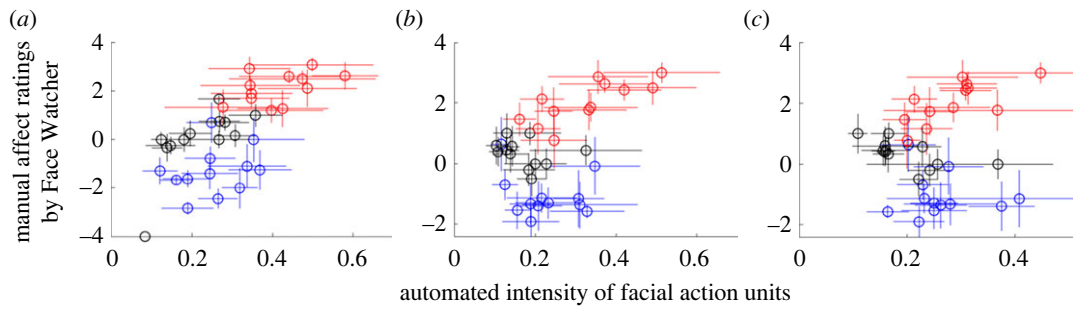 (a) (b) (c)
manual affect ratings
by Face Watcher
4 4 4
2 2 2
0 0 0
−2 −2 −2
−4
0 0.2 0.4 0.6 0 0.2 0.4 0.6 0 0.2 0.4
automated intensity of facial action units